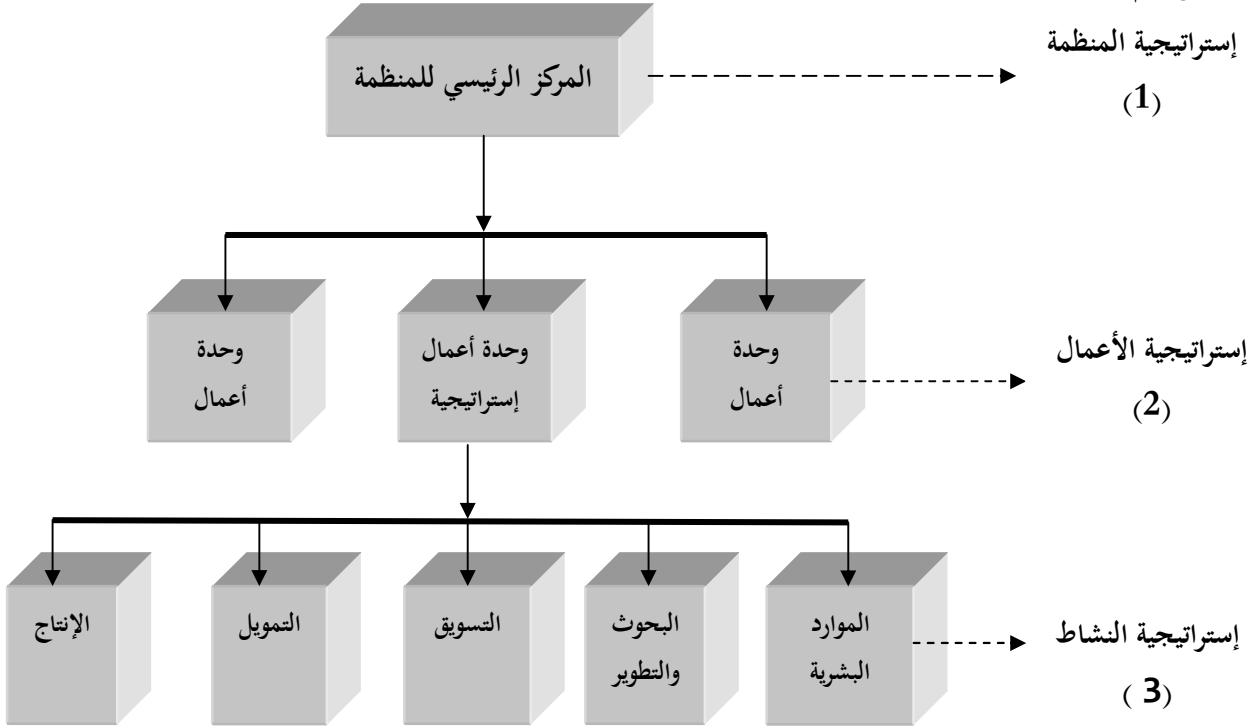 إستراتيجية المنظمة
(1)
المركز الرئيسي للمنظمة
إستراتيجية الأعمال
(2)
وحدة
أعمال
وحدة أعمال
إستراتيجية
وحدة
أعمال
إستراتيجية النشاط
(3 )
الموارد
البشرية
البحوث
والتطوير
التسويق
التمويل
الإنتاج